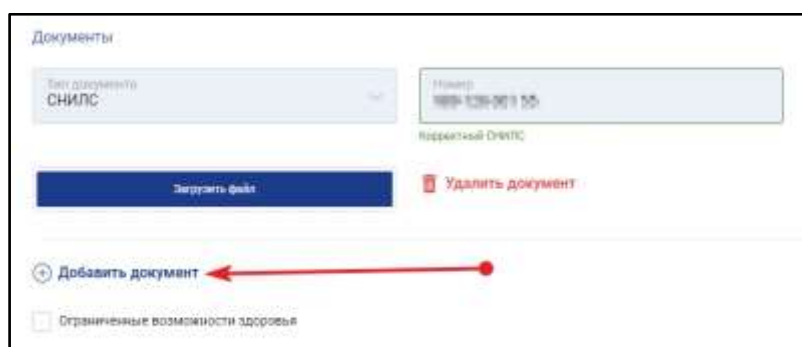 Документы
Тип документа
СНИЛС
Номер
Корректный СНИЛС
Загрузить файл
Удалить документ
Добавить документ
Ограниченные возможности здоровья